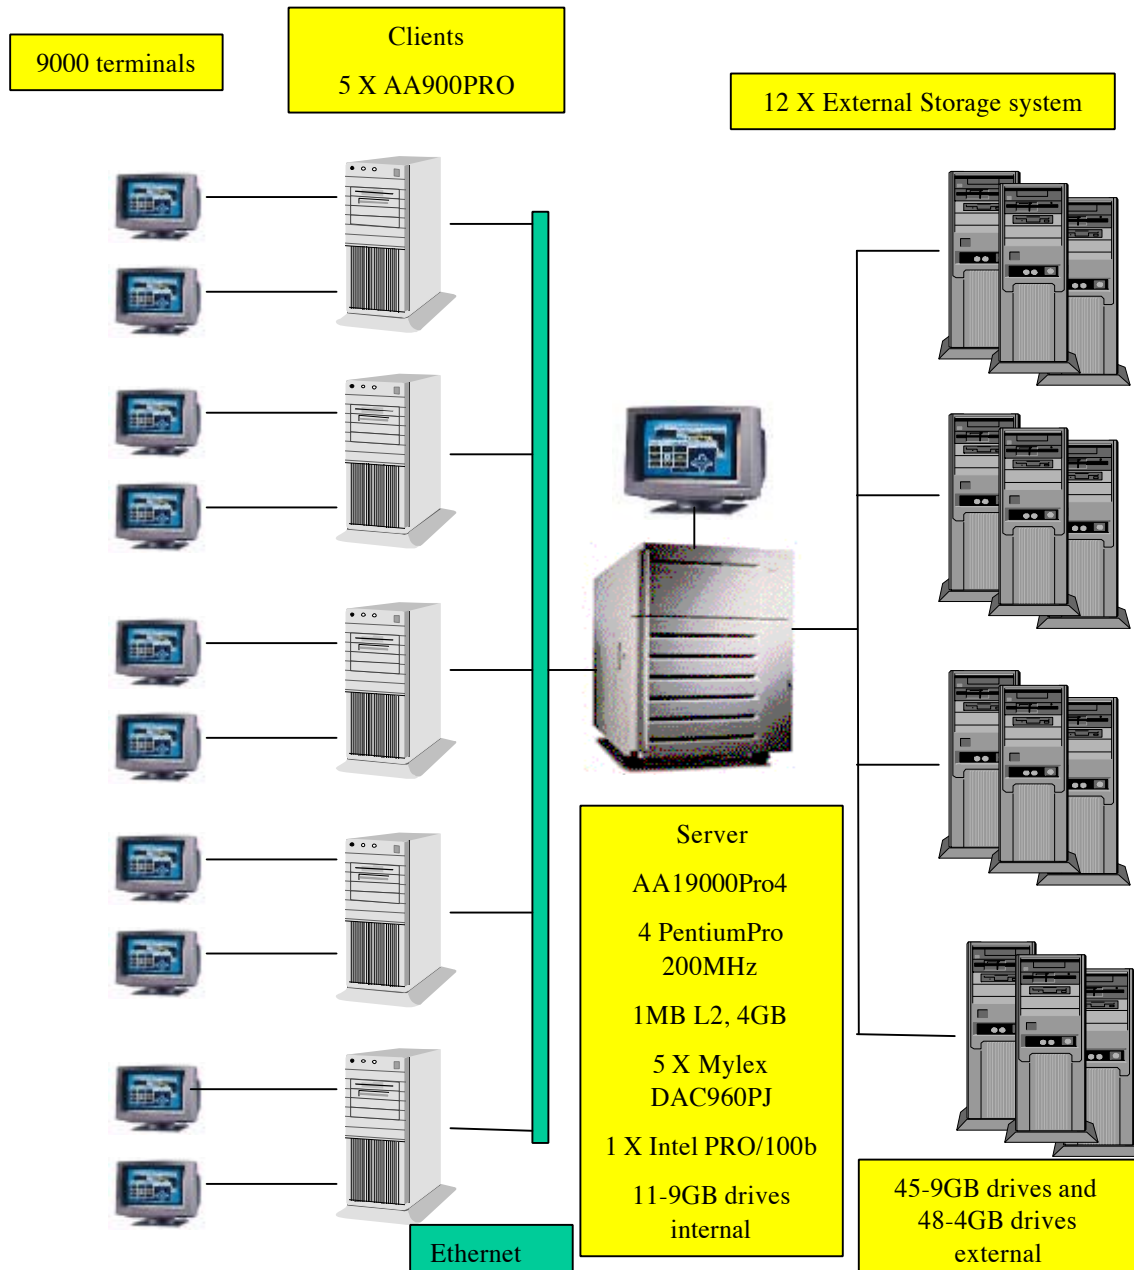 9000 terminals
Clients
5 X AA900PRO
12 X External Storage system
Server
AA19000Pro4
4 PentiumPro
200MHz
1MB L2, 4GB
5 X Mylex
DAC960PJ
1 X Intel PRO/100b
11-9GB drives
internal
45-9GB drives and
48-4GB drives
external
Ethernet